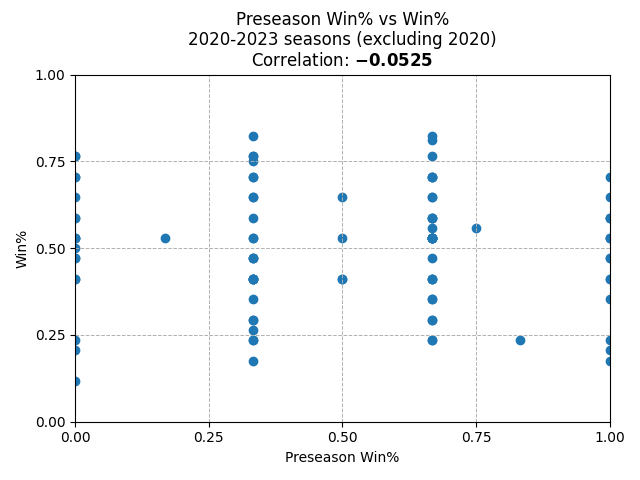 Preseason Win% vs Win%
2020-2023 seasons (excluding 2020)
Correlation: −0.0525
1.00
0.75
0.50
0.25
0.00
Win%
0.00 0.25 0.50 0.75 1.00
Preseason Win%